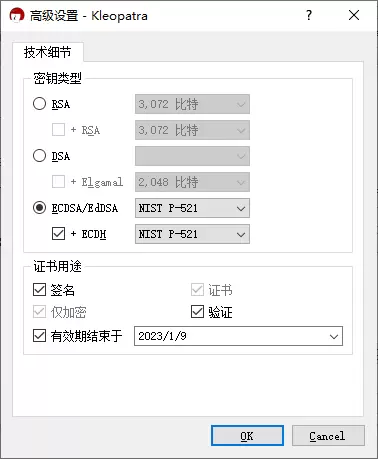 高级设置 - Kleopatra
技术细节
密钥类型
RSA 3,072 比特
+ RSA 3,072 比特
DSA
+ Elgamal 2,048 比特
ECDSA/EdDSA NIST P-521
+ ECDH NIST P-521
证书用途
签名 证书
仅加密 验证
有效期结束于 2023/1/9
OK Cancel